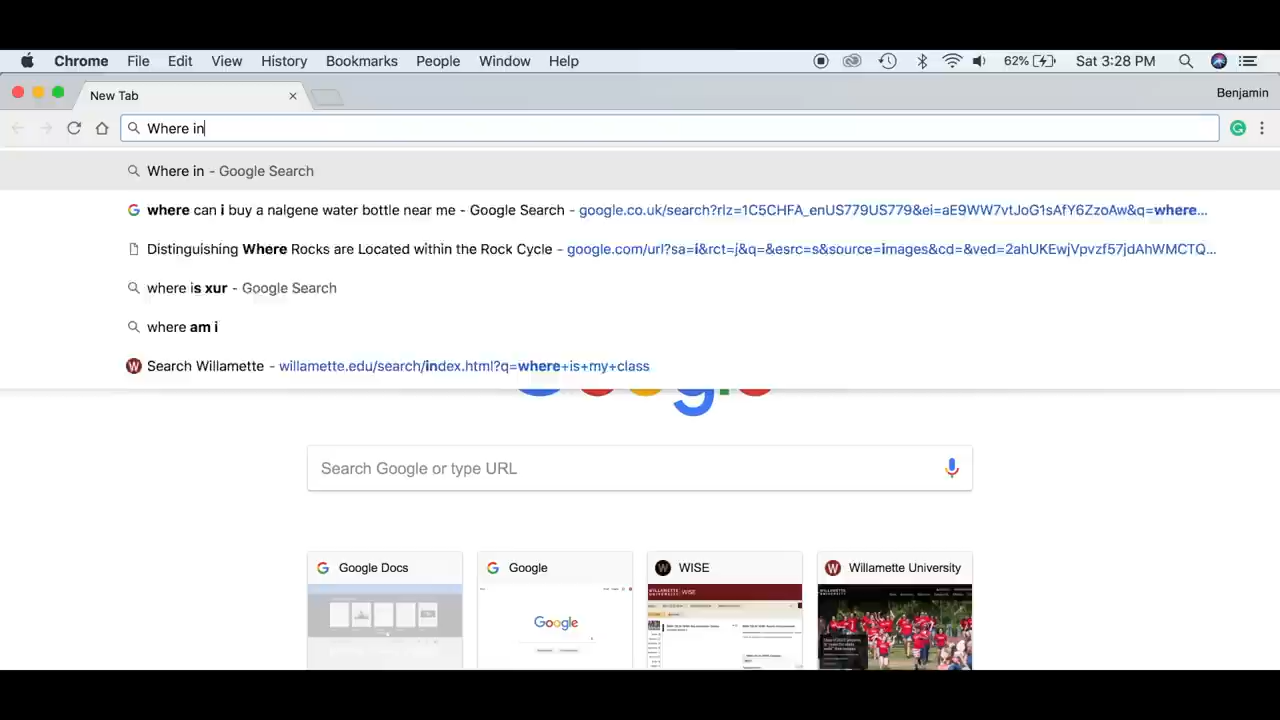 Chrome File Edit View History Bookmarks People Window Help 62% Sat 3:28 PM
New Tab Benjamin
Where in
Where in - Google Search
where can i buy a nalgene water bottle near me - Google Search - google.co.uk/search?rlz=1C5CHFA_enUS779US779&ei=aE9WW7vtJoG1sAfY6ZzoAw&q=where...
Distinguishing Where Rocks are Located within the Rock Cycle - google.com/url?sa=i&rct=j&q=&esrc=s&source=images&cd=&ved=2ahUKEwjVpvzf57jdAhWMCTQ...
where is xur - Google Search
where am i
Search Willamette - willamette.edu/search/index.html?q=where+is+my+class
Search Google or type URL
Google Docs Google WISE Willamette University
Google
WISE